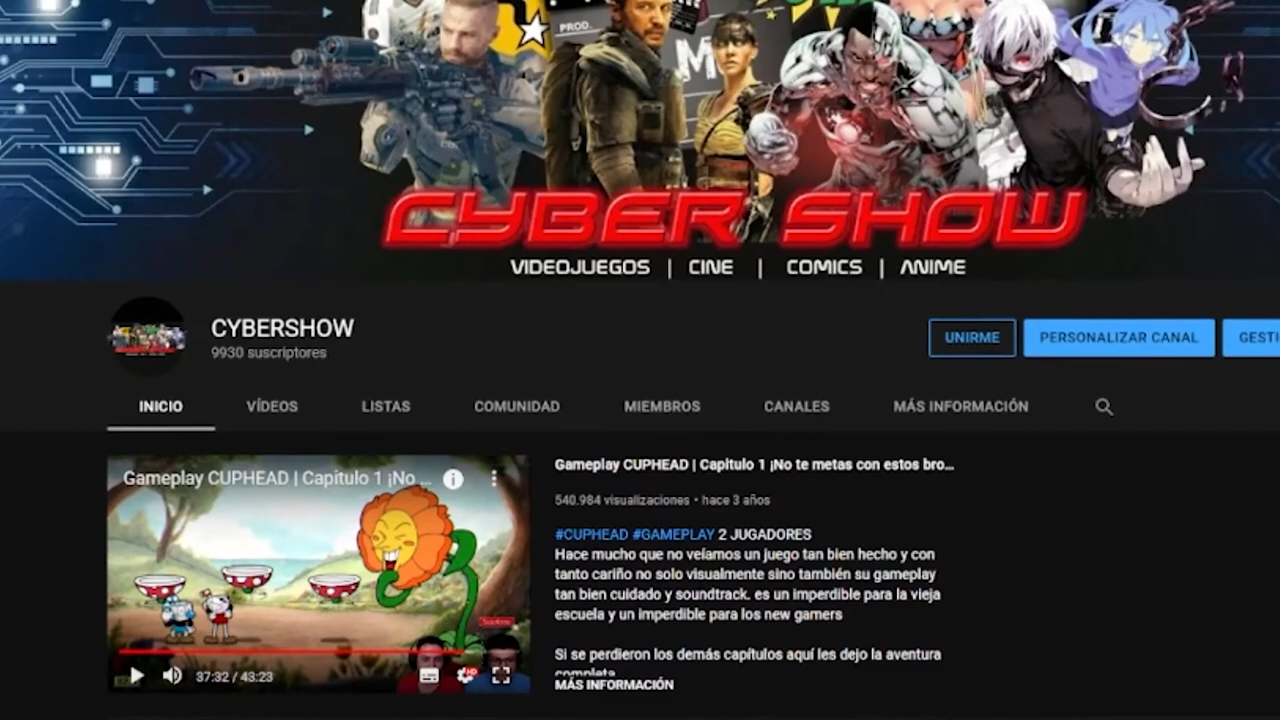 PROD.
M
CYBER SHOW
VIDEOJUEGOS | CINE | COMICS | ANIME
CYBERSHOW
9930 suscriptores
UNIRME
PERSONALIZAR CANAL
GESTI
INICIO
VÍDEOS
LISTAS
COMUNIDAD
MIEMBROS
CANALES
MÁS INFORMACIÓN
Gameplay CUPHEAD | Capitulo 1 ¡No ...
37:32 / 43:23
HD
Gameplay CUPHEAD | Capitulo 1 ¡No te metas con estos bro...
540.984 visualizaciones • hace 3 años
#CUPHEAD #GAMEPLAY 2 JUGADORES
Hace mucho que no veíamos un juego tan bien hecho y con
tanto cariño no solo visualmente sino también su gameplay
tan bien cuidado y soundtrack. es un imperdible para la vieja
escuela y un imperdible para los new gamers
Si se perdieron los demás capítulos aquí les dejo la aventura
completa
MÁS INFORMACIÓN